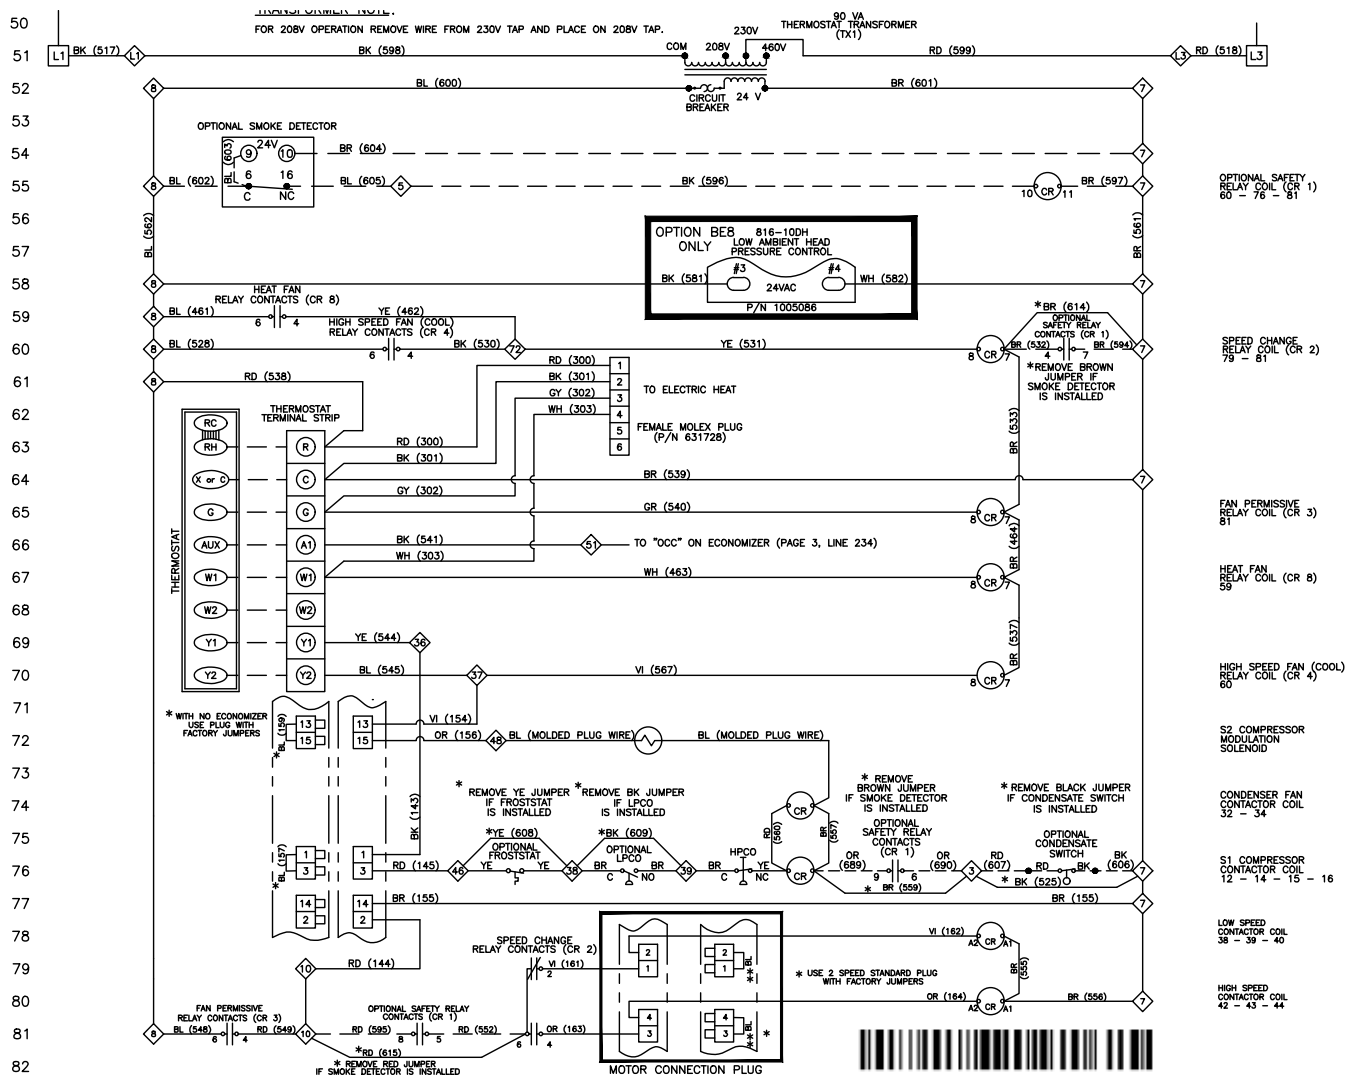 TRANSFORMER NOTE:
FOR 208V OPERATION REMOVE WIRE FROM 230V TAP AND PLACE ON 208V TAP.
90 VA
THERMOSTAT TRANSFORMER
(TX1)
50
51 L1 BK (517) L1 BK (598) COM 208V 230V 460V RD (599) L3 RD (518) L3
52 8 BL (600) CIRCUIT BREAKER 24 V BR (601) 7
53
OPTIONAL SMOKE DETECTOR
54 BL (603) 9 24V 10 BR (604) 7
55 8 BL (602) 6 16 C NC BL (605) 5 BK (596) 10 CR 11 BR (597) 7
OPTIONAL SAFETY
RELAY COIL (CR 1)
60 - 76 - 81
56 BL (562) BR (561)
OPTION BE8
ONLY
816-10DH
LOW AMBIENT HEAD
PRESSURE CONTROL
57
58 8 BK (581) #3 24VAC #4 WH (582) 7
P/N 1005086
HEAT FAN
RELAY CONTACTS (CR 8)
59 8 BL (461) 6 4 YE (462) *BR (614)
HIGH SPEED FAN (COOL)
RELAY CONTACTS (CR 4)
OPTIONAL
SAFETY RELAY
CONTACTS (CR 1)
60 8 BL (528) 6 4 BK (530) 72 YE (531) 8 CR 7 BR (532) 4 7 BR (594) 7
SPEED CHANGE
RELAY COIL (CR 2)
79 - 81
*REMOVE BROWN
JUMPER IF
SMOKE DETECTOR
IS INSTALLED
61 8 RD (538)
RD (300) 1
BK (301) 2
GY (302) 3
WH (303) 4
5
6
TO ELECTRIC HEAT
FEMALE MOLEX PLUG
(P/N 631728)
62
THERMOSTAT
TERMINAL STRIP
THERMOSTAT
RC
63 RH R RD (300) BR (533)
BK (301)
64 X or C C BR (539) 7
GY (302)
65 G G GR (540) 8 CR 7
FAN PERMISSIVE
RELAY COIL (CR 3)
81
66 AUX A1 BK (541) 51 TO "OCC" ON ECONOMIZER (PAGE 3, LINE 234) BR (464)
WH (303)
67 W1 W1 WH (463) 8 CR 7
HEAT FAN
RELAY COIL (CR 8)
59
68 W2 W2
69 Y1 Y1 YE (544) 36 BR (537)
70 Y2 Y2 BL (545) 37 VI (567) 8 CR 7
HIGH SPEED FAN (COOL)
RELAY COIL (CR 4)
60
71
* WITH NO ECONOMIZER
USE PLUG WITH
FACTORY JUMPERS
* BL (159) 13 13 VI (154)
72 15 15 OR (156) 48 BL (MOLDED PLUG WIRE) BL (MOLDED PLUG WIRE)
S2 COMPRESSOR
MODULATION
SOLENOID
73
* REMOVE YE JUMPER
IF FROSTSTAT
IS INSTALLED
*REMOVE BK JUMPER
IF LPCO
IS INSTALLED
* REMOVE
BROWN JUMPER
IF SMOKE DETECTOR
IS INSTALLED
* REMOVE BLACK JUMPER
IF CONDENSATE SWITCH
IS INSTALLED
74 BK (143) CR
CONDENSER FAN
CONTACTOR COIL
32 - 34
75 *YE (608) *BK (609) RD (560) BR (557)
OPTIONAL
FROSTSTAT
OPTIONAL
LPCO
HPCO
OPTIONAL
SAFETY RELAY
CONTACTS
(CR 1)
OPTIONAL
CONDENSATE
SWITCH
* BL (157) 1 1
76 3 3 RD (145) 46 YE YE 38 BR C NO BR 39 BR C NC YE CR OR (689) 9 6 OR (690) 3 RD (607) RD BK BK (606) 7
* BR (559) * BK (525)
S1 COMPRESSOR
CONTACTOR COIL
12 - 14 - 15 - 16
77 14 14 BR (155) BR (155) 7
2 2
78 VI (162) A2 CR A1
LOW SPEED
CONTACTOR COIL
38 - 39 - 40
SPEED CHANGE
RELAY CONTACTS (CR 2)
2 2 BL
79 10 RD (144) VI (161) 2 1 1 ** BR (555)
* USE 2 SPEED STANDARD PLUG
WITH FACTORY JUMPERS
80 OR (164) A2 CR A1 BR (556) 7
HIGH SPEED
CONTACTOR COIL
42 - 43 - 44
FAN PERMISSIVE
RELAY CONTACTS (CR 3)
OPTIONAL SAFETY RELAY
CONTACTS (CR 1)
4 4 BL
81 8 BL (548) 6 4 RD (549) 10 RD (595) 8 5 RD (552) 6 4 OR (163) 3 3 ** *
*RD (615)
82
* REMOVE RED JUMPER
IF SMOKE DETECTOR IS INSTALLED
MOTOR CONNECTION PLUG